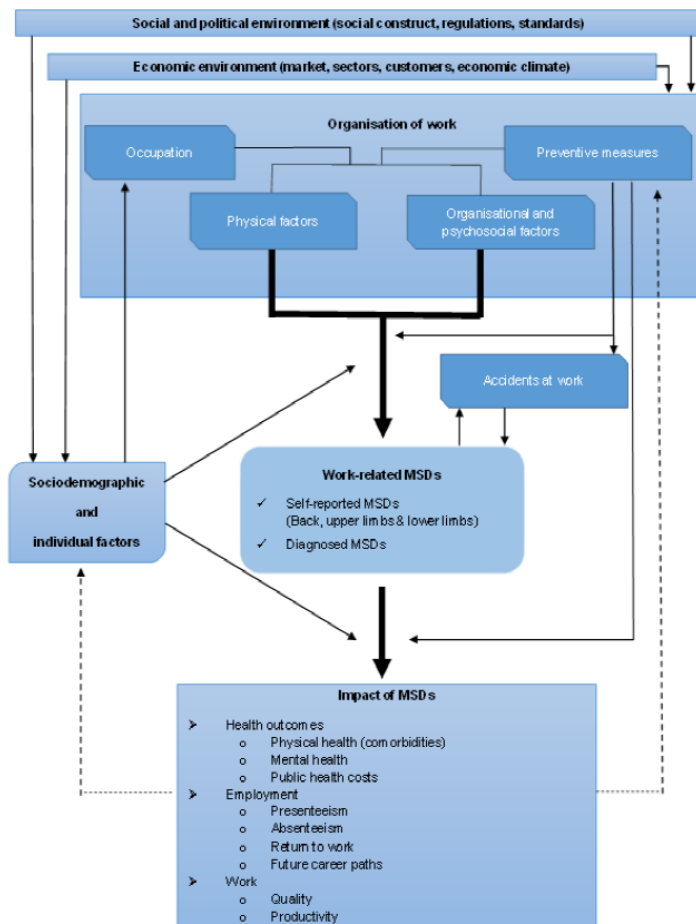 Social and political environment (social construct, regulations, standards)
Economic environment (market, sectors, customers, economic climate)
Organisation of work
Occupation
Preventive measures
Physical factors
Organisational and
psychosocial factors
Accidents at work
Sociodemographic
and
individual factors
Work-related MSDs
✓ Self-reported MSDs
(Back, upper limbs & lower limbs)
✓ Diagnosed MSDs
Impact of MSDs
➢ Health outcomes
o Physical health (comorbidities)
o Mental health
o Public health costs
➢ Employment
o Presenteeism
o Absenteeism
o Return to work
o Future career paths
➢ Work
o Quality
o Productivity